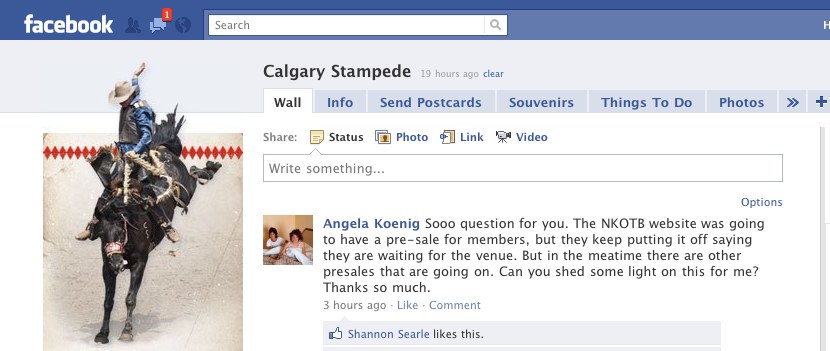 facebook
1
Search
H
Calgary Stampede 19 hours ago clear
Wall Info Send Postcards Souvenirs Things To Do Photos » +
Share: Status Photo Link Video
Write something...
Options
Angela Koenig Sooo question for you. The NKOTB website was going
to have a pre-sale for members, but they keep putting it off saying
they are waiting for the venue. But in the meatime there are other
presales that are going on. Can you shed some light on this for me?
Thanks so much.
3 hours ago · Like · Comment
Shannon Searle likes this.